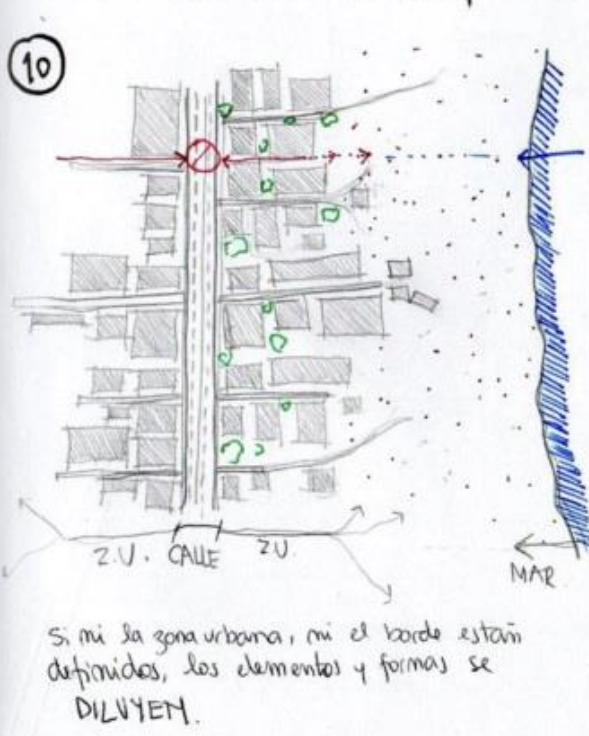 10
Z.U. CALLE Z.U.
MAR
Si ni la zona urbana, ni el borde están
definidos, los elementos y formas se
DILUYEN.